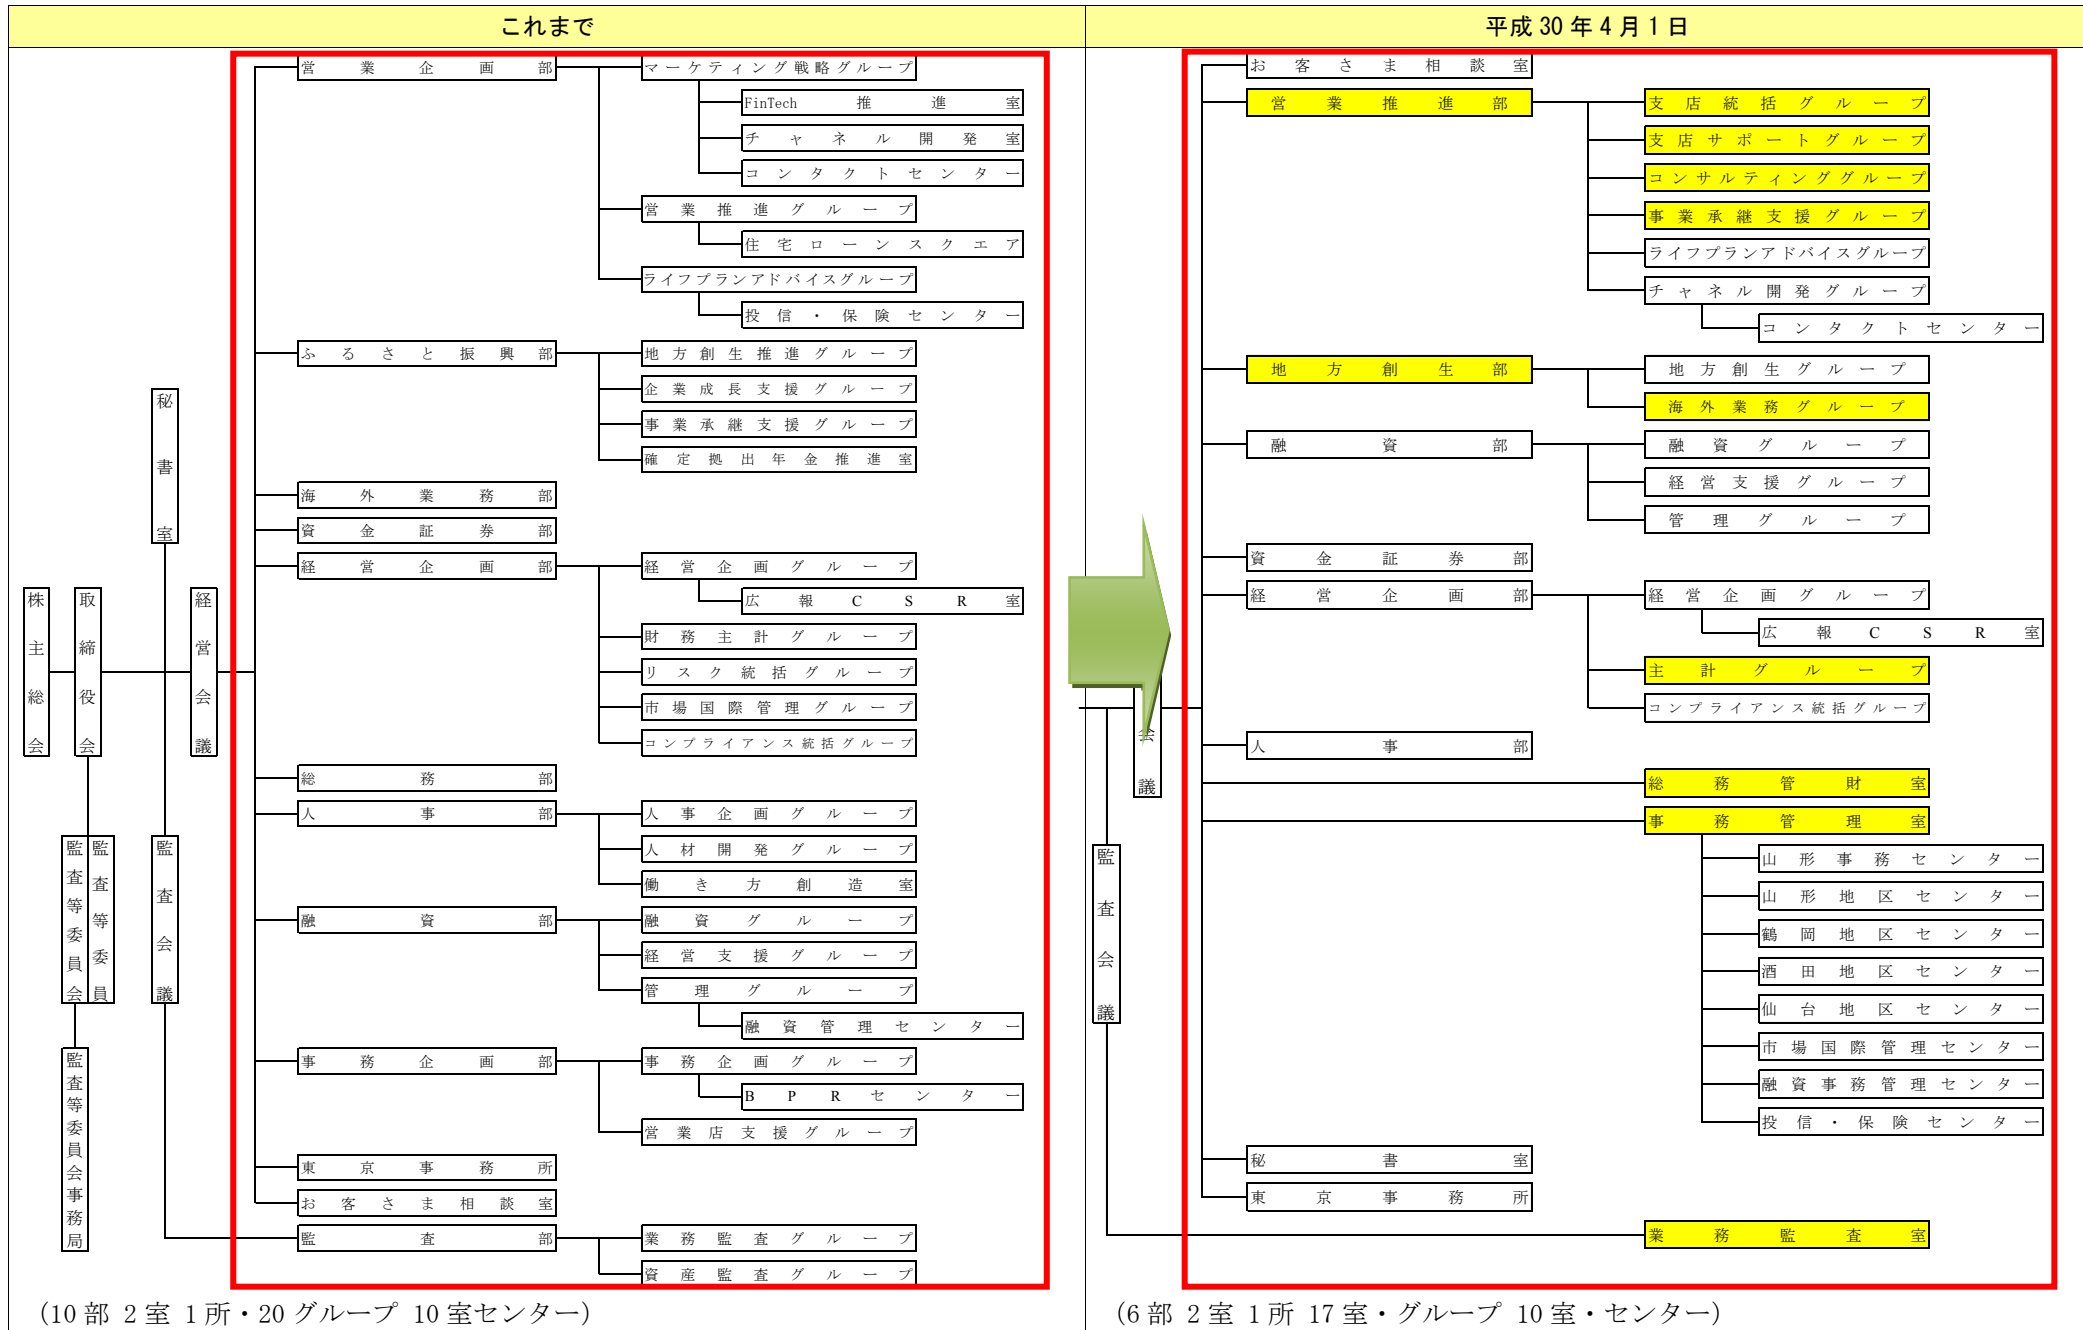 これまで
株主総会
取締役会
監査等委員会
監査等委員
監査等委員会事務局
秘書室
監査会議
経営会議
営業企画部
マーケティング戦略グループ
FinTech推進室
チャネル開発室
コンタクトセンター
営業推進グループ
住宅ローンスクエア
ライフプランアドバイスグループ
投信・保険センター
ふるさと振興部
地方創生推進グループ
企業成長支援グループ
事業承継支援グループ
確定拠出年金推進室
海外業務部
資金証券部
経営企画部
経営企画グループ
広報CSR室
財務主計グループ
リスク統括グループ
市場国際管理グループ
コンプライアンス統括グループ
総務部
人事部
人事企画グループ
人材開発グループ
働き方創造室
融資部
融資グループ
経営支援グループ
管理グループ
融資管理センター
事務企画部
事務企画グループ
BPRセンター
営業店支援グループ
東京事務所
お客さま相談室
監査部
業務監査グループ
資産監査グループ
（10部 2室 1所・20グループ 10室センター）
平成30年4月1日
会議
監査会議
お客さま相談室
営業推進部
支店統括グループ
支店サポートグループ
コンサルティンググループ
事業承継支援グループ
ライフプランアドバイスグループ
チャネル開発グループ
コンタクトセンター
地方創生部
地方創生グループ
海外業務グループ
融資部
融資グループ
経営支援グループ
管理グループ
資金証券部
経営企画部
経営企画グループ
広報CSR室
主計グループ
コンプライアンス統括グループ
人事部
総務管財室
事務管理室
山形事務センター
山形地区センター
鶴岡地区センター
酒田地区センター
仙台地区センター
市場国際管理センター
融資事務管理センター
投信・保険センター
秘書室
東京事務所
業務監査室
（6部 2室 1所 17室・グループ 10室・センター）